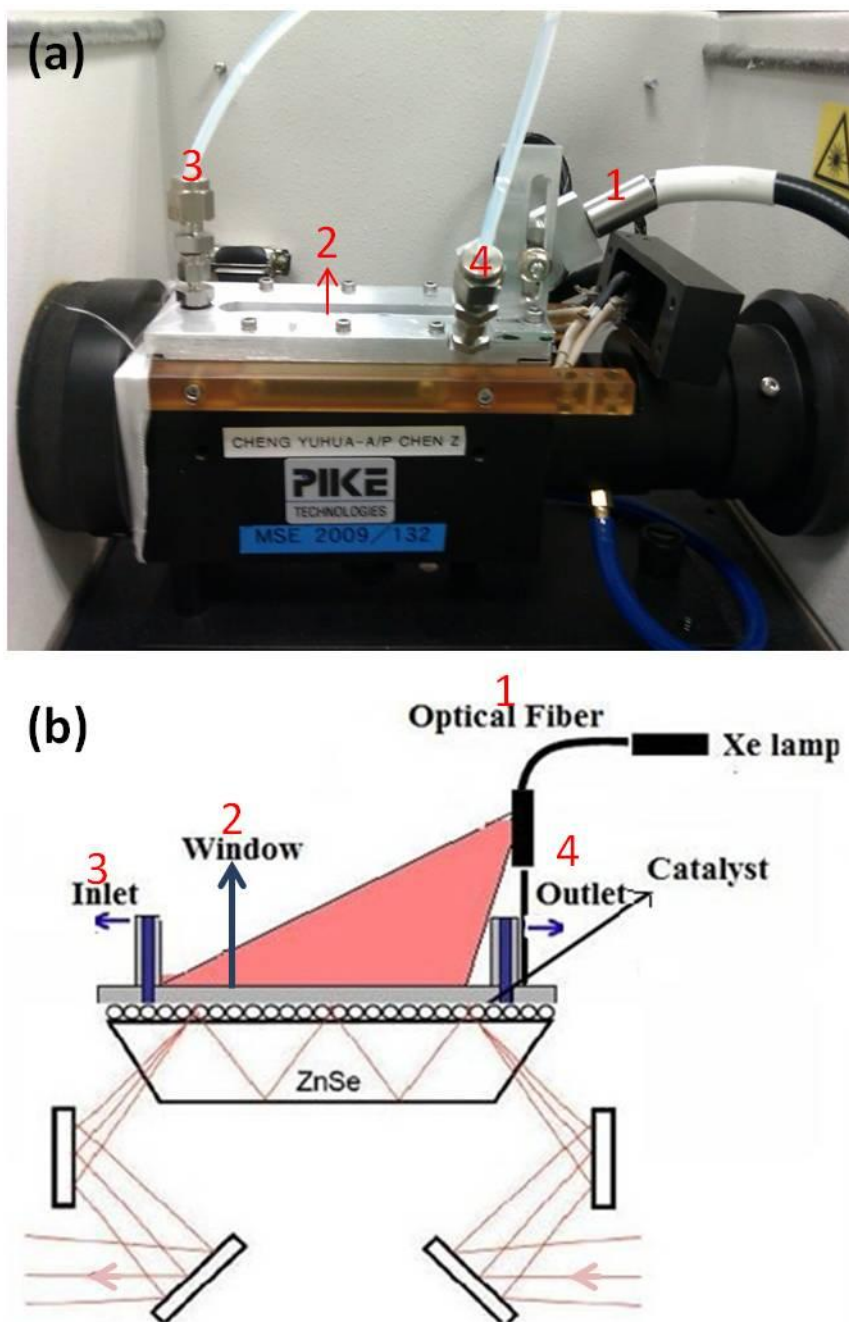 (a)
3
1
2
4
CHENG YUHUA-A/P CHEN Z
PIKE
TECHNOLOGIES
MSE 2009/132
(b)
1
Optical Fiber
Xe lamp
2
Window
3
Inlet
4
Outlet
Catalyst
ZnSe